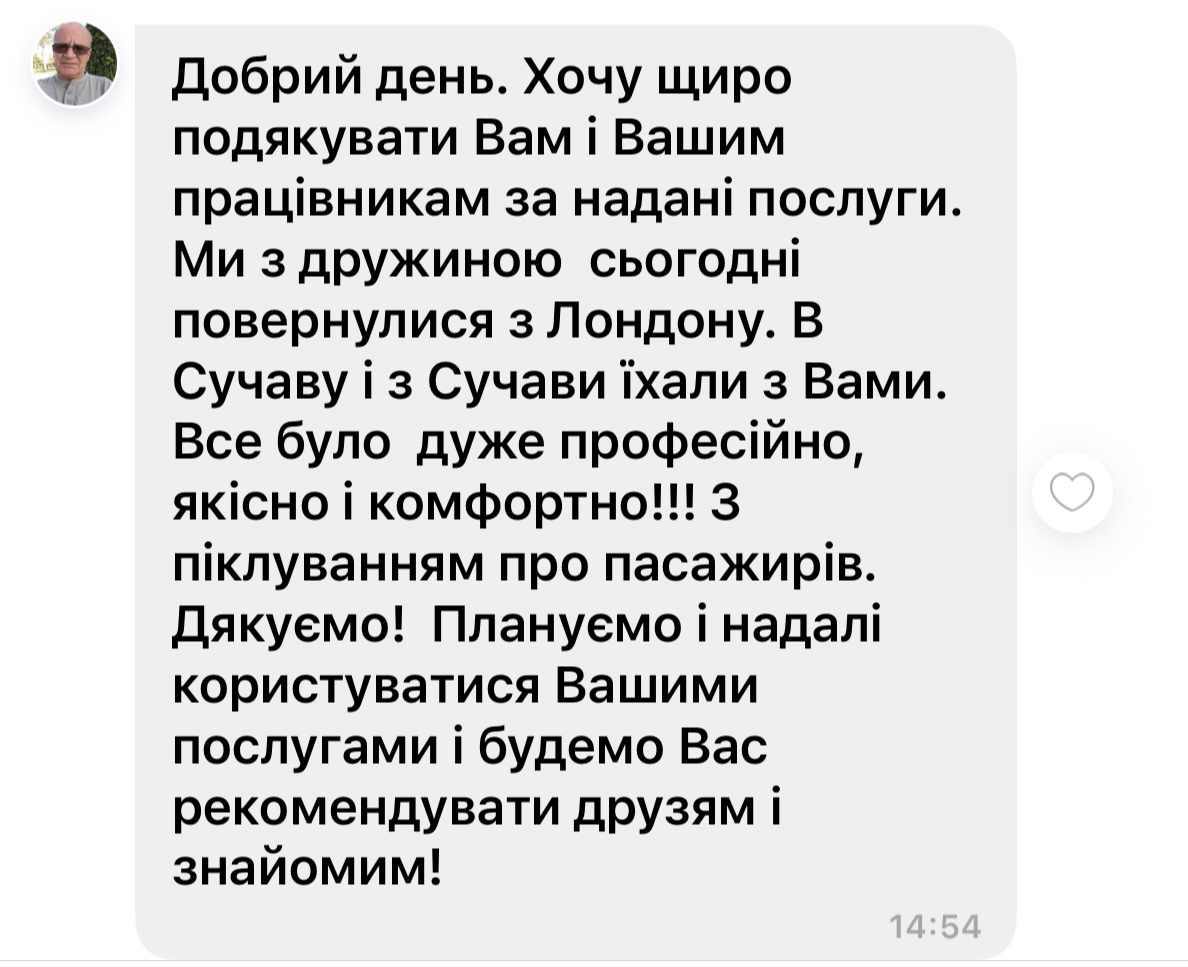 Добрий день. Хочу щиро
подякувати Вам і Вашим
працівникам за надані послуги.
Ми з дружиною  сьогодні
повернулися з Лондону. В
Сучаву і з Сучави їхали з Вами.
Все було  дуже професійно,
якісно і комфортно!!! З
піклуванням про пасажирів.
Дякуємо!  Плануємо і надалі
користуватися Вашими
послугами і будемо Вас
рекомендувати друзям і
знайомим!
14:54